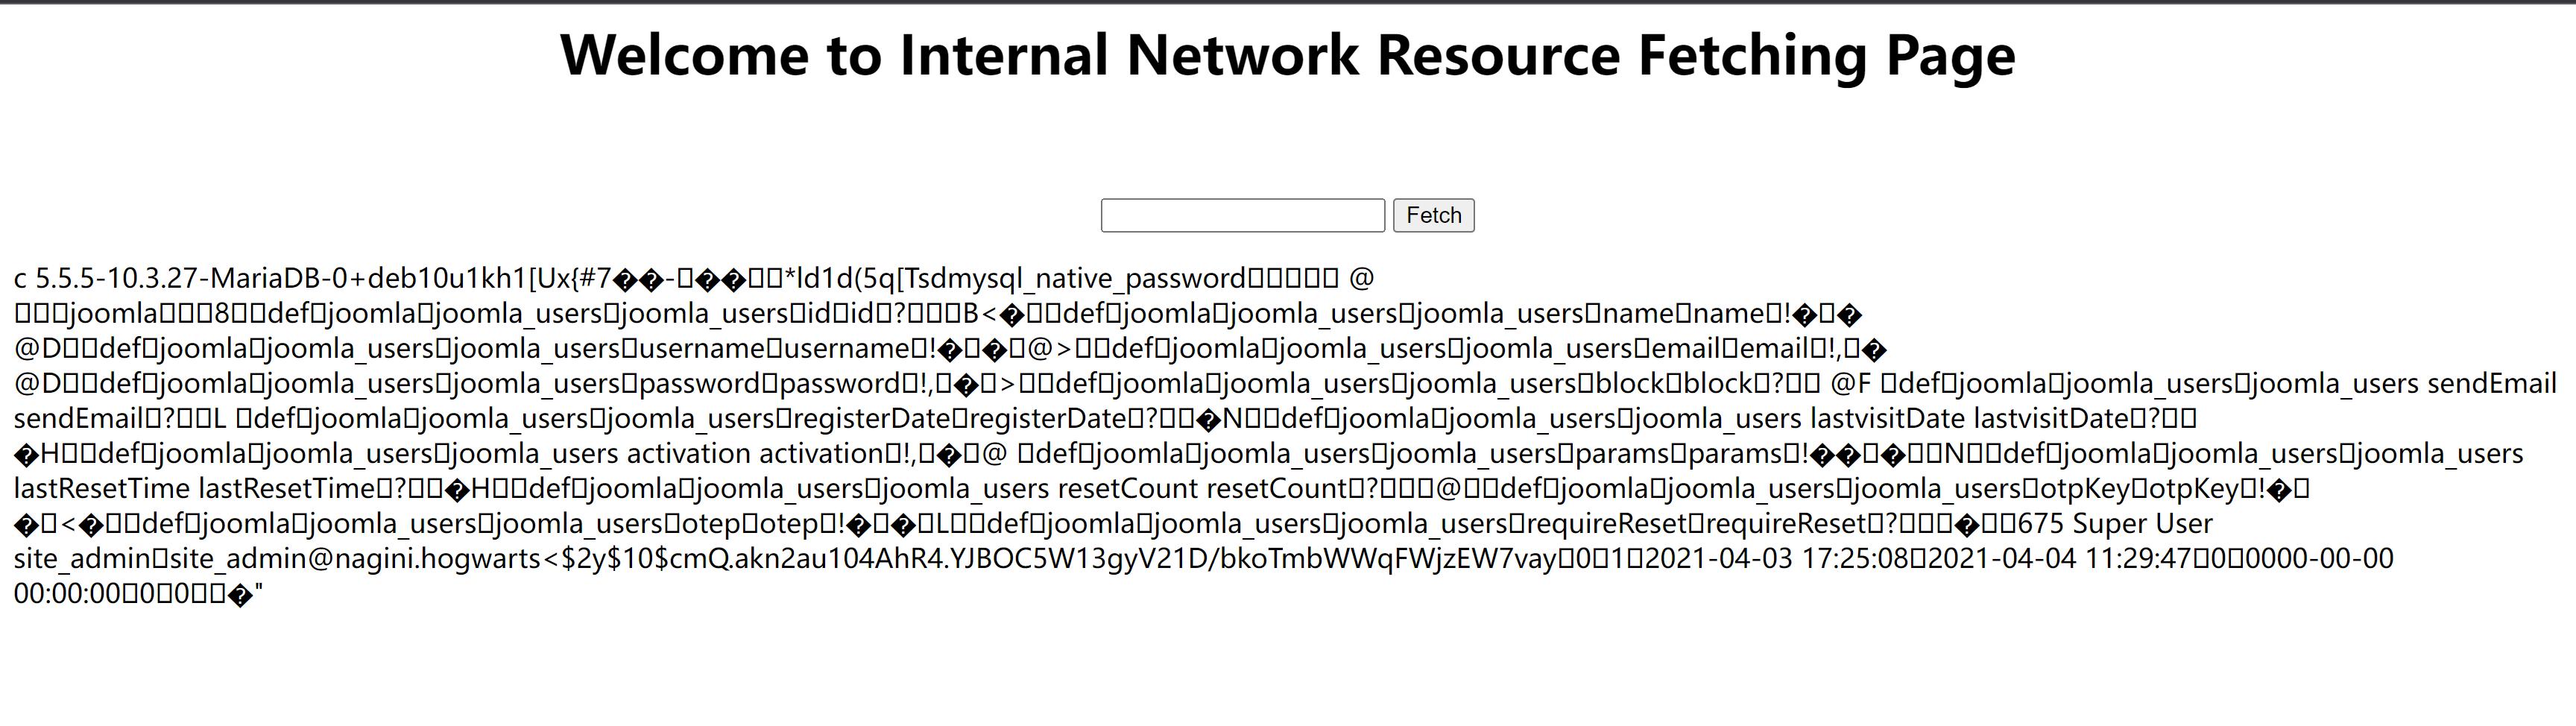 Welcome to Internal Network Resource Fetching Page
Fetch
c 5.5.5-10.3.27-MariaDB-0+deb10u1kh1[Ux{#7��-□��□□*ld1d(5q[Tsdmysql_native_password□□□□□ @
□□□joomla□□□8□□def□joomla□joomla_users□joomla_users□id□id□?□□□B<�□□def□joomla□joomla_users□joomla_users□name□name□!�□�
@D□□def□joomla□joomla_users□joomla_users□username□username□!�□�□@>□□def□joomla□joomla_users□joomla_users□email□email□!,□�
@D□□def□joomla□joomla_users□joomla_users□password□password□!,□�□>□□def□joomla□joomla_users□joomla_users□block□block□?□□ @F □def□joomla□joomla_users□joomla_users sendEmail
sendEmail□?□□L □def□joomla□joomla_users□joomla_users□registerDate□registerDate□?□□�N□□def□joomla□joomla_users□joomla_users lastvisitDate lastvisitDate□?□□
�H□□def□joomla□joomla_users□joomla_users activation activation□!,□�□@ □def□joomla□joomla_users□joomla_users□params□params□!��□�□□N□□def□joomla□joomla_users□joomla_users
lastResetTime lastResetTime□?□□�H□□def□joomla□joomla_users□joomla_users resetCount resetCount□?□□□@□□def□joomla□joomla_users□joomla_users□otpKey□otpKey□!�□
�□<�□□def□joomla□joomla_users□joomla_users□otep□otep□!�□�□L□□def□joomla□joomla_users□joomla_users□requireReset□requireReset□?□□□�□□675 Super User
site_admin□site_admin@nagini.hogwarts<$2y$10$cmQ.akn2au104AhR4.YJBOC5W13gyV21D/bkoTmbWWqFWjzEW7vay□0□1□2021-04-03 17:25:08□2021-04-04 11:29:47□0□0000-00-00
00:00:00□0□0□□�"